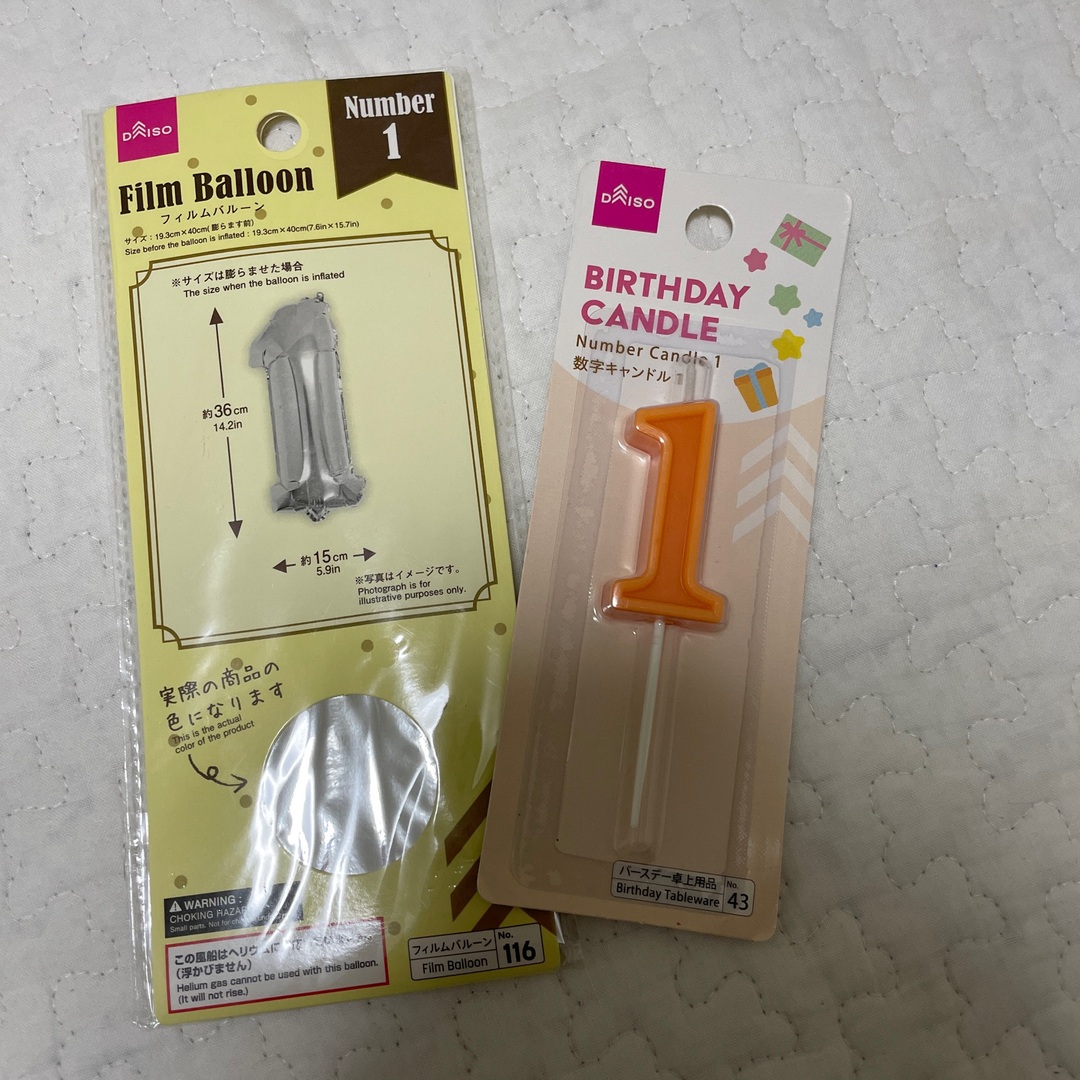 DAISO
Number
1
Film Balloon
フィルムバルーン
サイズ：19.3cm×40cm(膨らます前)
Size before the balloon is inflated : 19.3cm×40cm(7.6in×15.7in)
※サイズは膨らませた場合
The size when the balloon is inflated
約36cm
14.2in
約15cm
5.9in
※写真はイメージです。
Photograph is for
illustrative purposes only.
実際の商品の
色になります
This is the actual
color of the product
WARNING :
CHOKING HAZAR
Small parts. Not for
この風船はヘリウム
(浮かびません)
Helium gas cannot be used with this balloon.
(It will not rise.)
フィルムバルーン
Film Balloon
No.
116
DAISO
BIRTHDAY
CANDLE
Number Candle 1
数字キャンドル 1
バースデー卓上用品
Birthday Tableware
No.
43